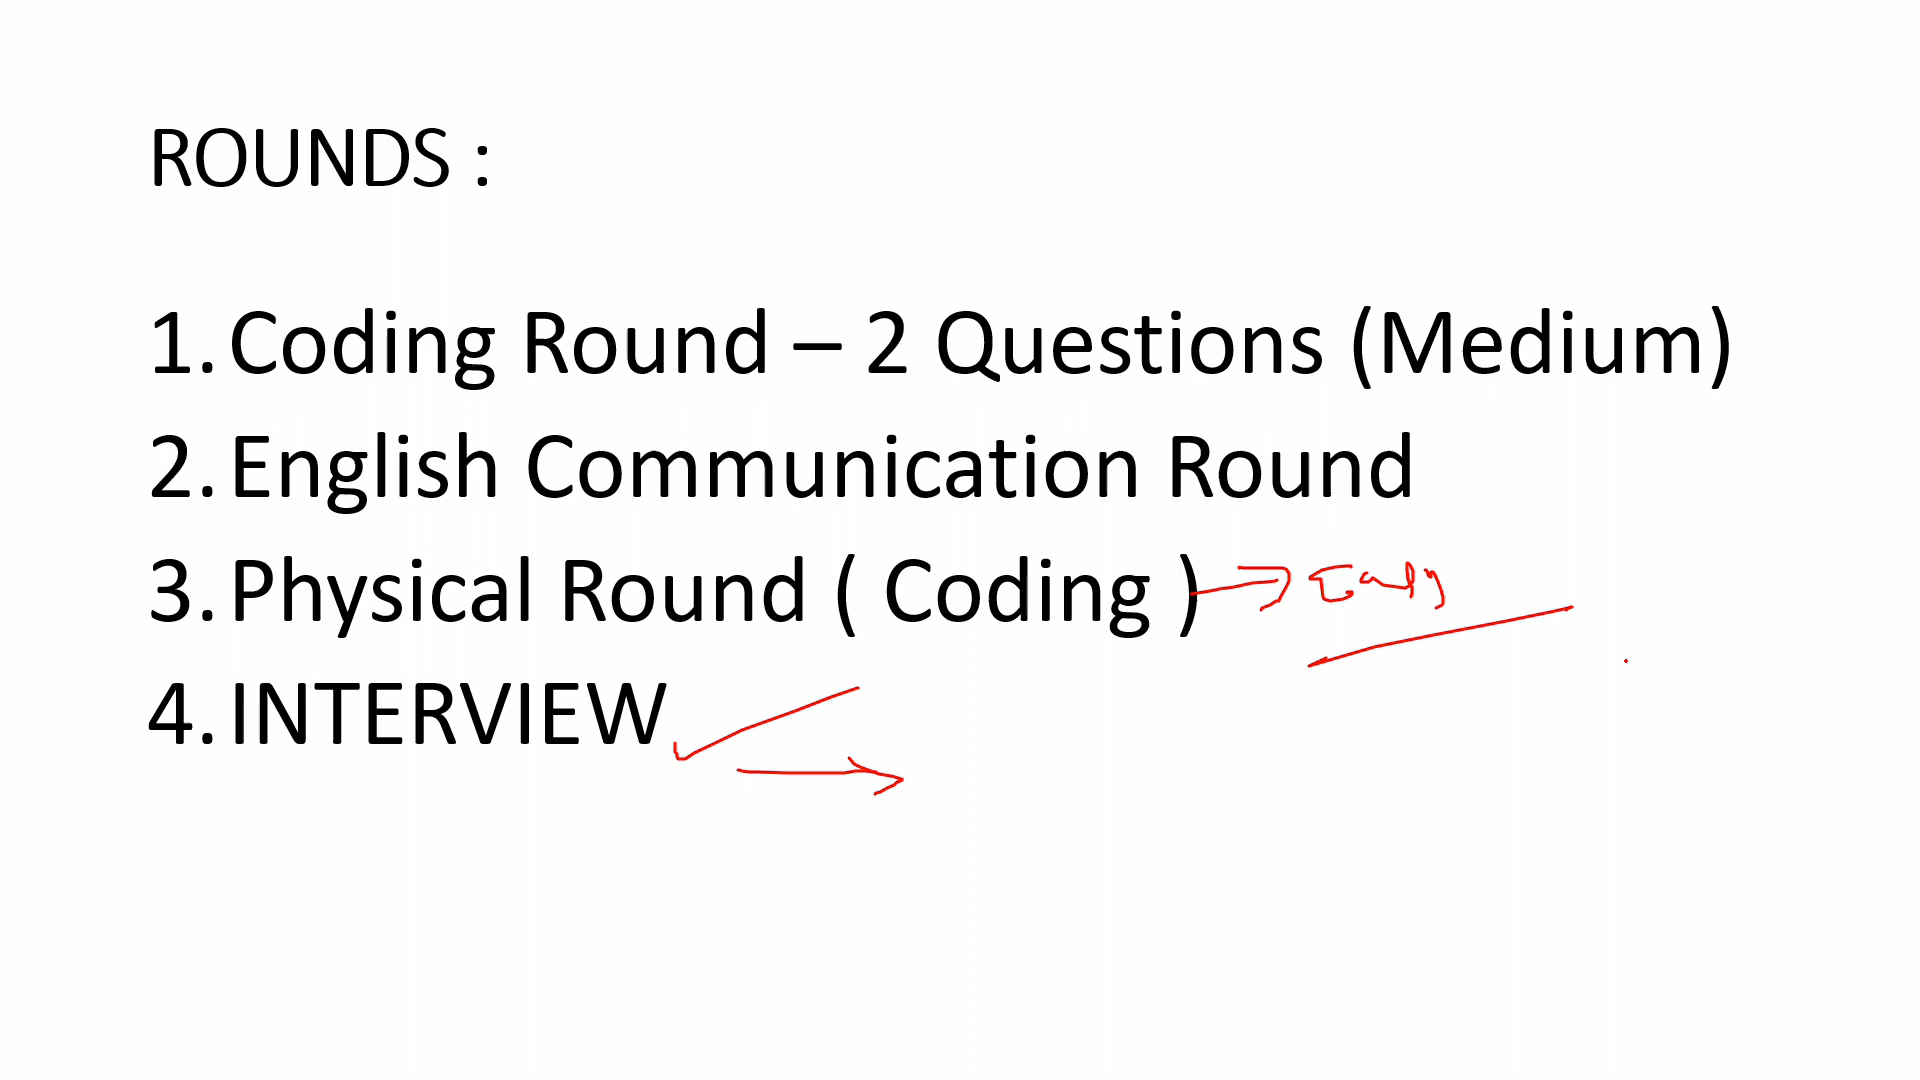 ROUNDS :
1. Coding Round – 2 Questions (Medium)
2. English Communication Round
3. Physical Round ( Coding )
4. INTERVIEW